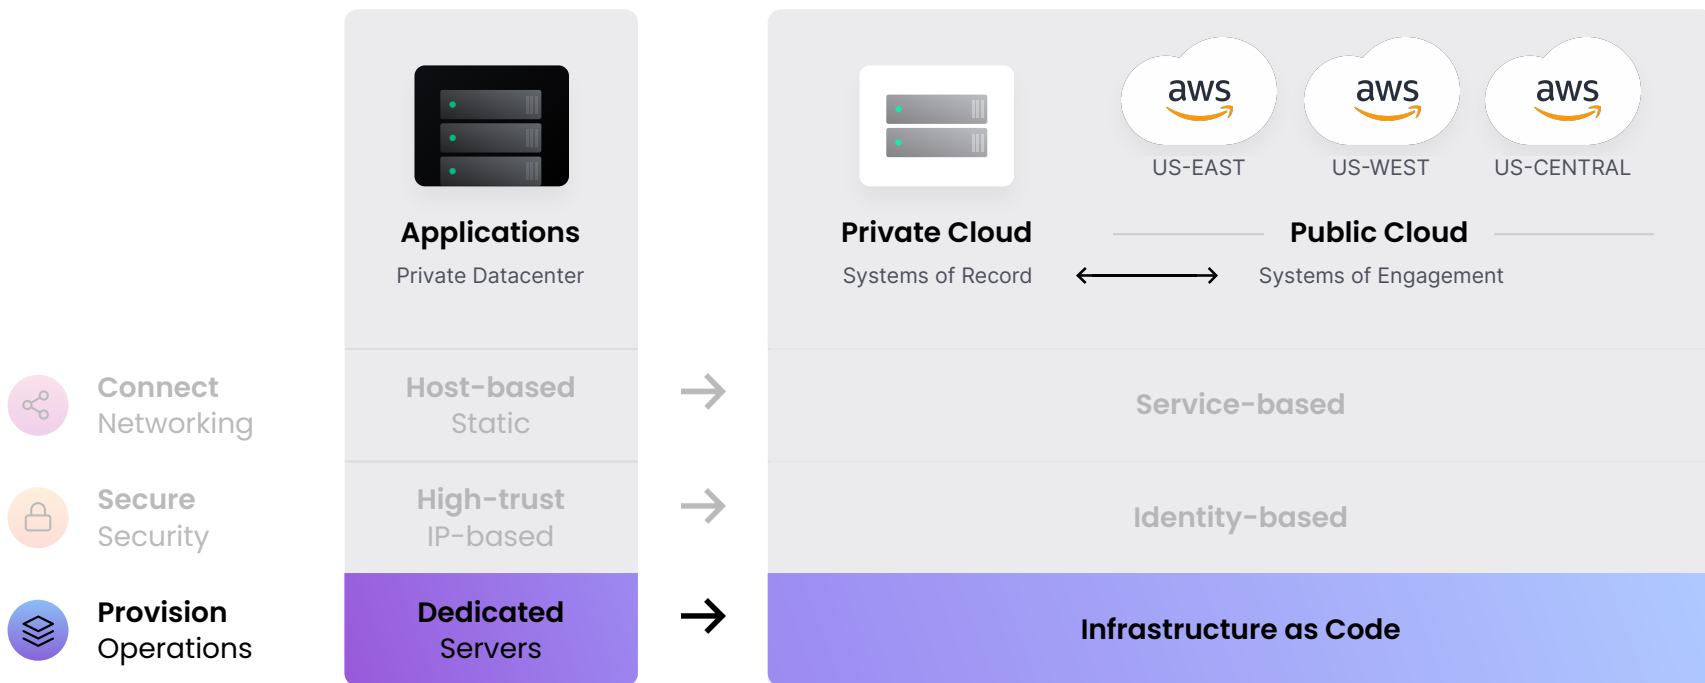 aws
aws
aws
US-EAST
US-WEST
US-CENTRAL
Applications
Private Datacenter
Private Cloud
Systems of Record
Public Cloud
Systems of Engagement
Connect
Networking
Host-based
Static
Service-based
Secure
Security
High-trust
IP-based
Identity-based
Provision
Operations
Dedicated
Servers
Infrastructure as Code